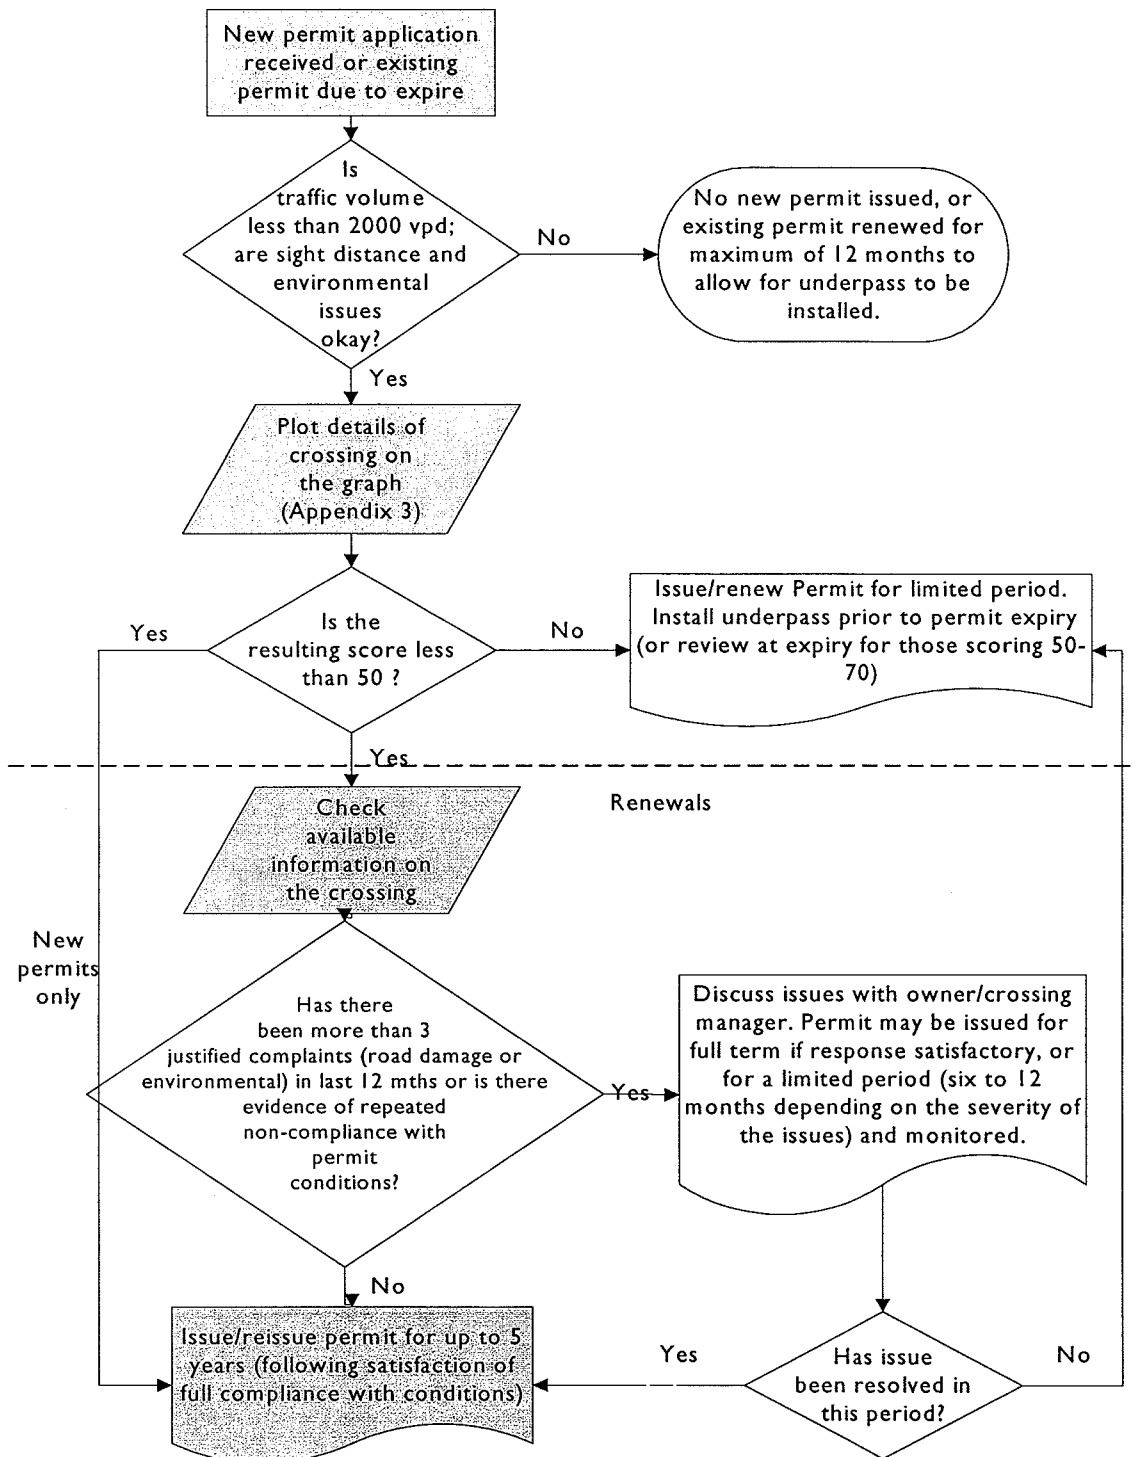 New permit application
received or existing
permit due to expire
Is
traffic volume
less than 2000 vpd;
are sight distance and
environmental
issues
okay?
No
No new permit issued, or
existing permit renewed for
maximum of 12 months to
allow for underpass to be
installed.
Yes
Plot details of
crossing on
the graph
(Appendix 3)
Yes
Is the
resulting score less
than 50 ?
No
Issue/renew Permit for limited period.
Install underpass prior to permit expiry
(or review at expiry for those scoring 50-
70)
Yes
Renewals
Check
available
information on
the crossing
New
permits
only
Has there
been more than 3
justified complaints (road damage or
environmental) in last 12 mths or is there
evidence of repeated
non-compliance with
permit
conditions?
Yes
Discuss issues with owner/crossing
manager. Permit may be issued for
full term if response satisfactory, or
for a limited period (six to 12
months depending on the severity of
the issues) and monitored.
No
Issue/reissue permit for up to 5
years (following satisfaction of
full compliance with conditions)
Yes
Has issue
been resolved in
this period?
No